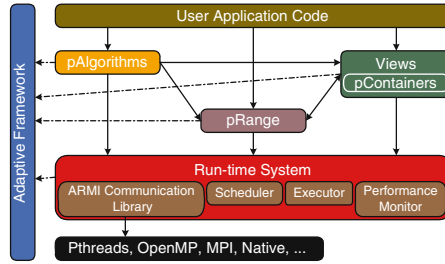 User Application Code
Adaptive Framework
pAlgorithms
Views
pContainers
pRange
Run-time System
ARMI Communication
Library
Scheduler
Executor
Performance
Monitor
Pthreads, OpenMP, MPI, Native, ...